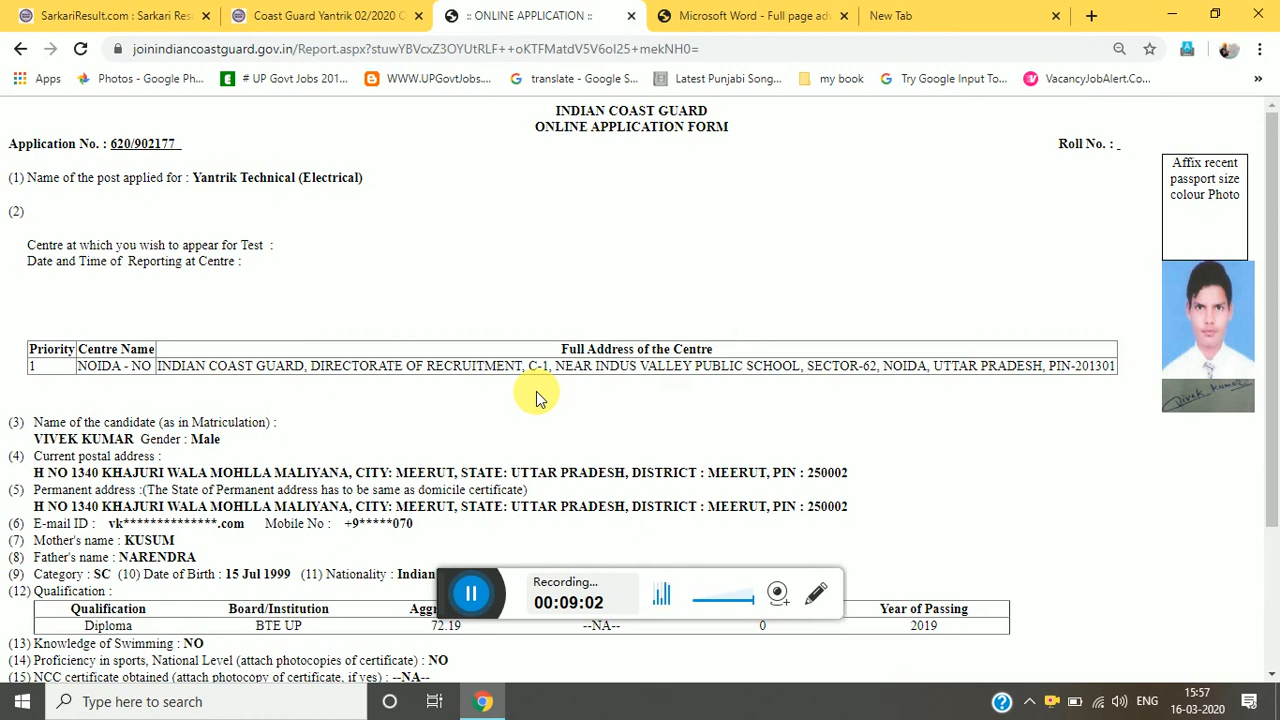 SarkariResult.com : Sarkari Res
Coast Guard Yantrik 02/2020 C
:: ONLINE APPLICATION ::
Microsoft Word - Full page adv
New Tab
joinindiancoastguard.gov.in/Report.aspx?stuwYBVcxZ3OYUtRLF++oKTFMatdV5V6oI25+mekNH0=
Apps
Photos - Google Ph...
# UP Govt Jobs 201...
WWW.UPGovtJobs....
translate - Google S...
Latest Punjabi Song...
my book
Try Google Input To...
VacancyJobAlert.Co...
INDIAN COAST GUARD
ONLINE APPLICATION FORM
Application No. : 620/902177
Roll No. : _
Affix recent
passport size
colour Photo
(1) Name of the post applied for : Yantrik Technical (Electrical)
(2)
Centre at which you wish to appear for Test :
Date and Time of Reporting at Centre :
Priority Centre Name Full Address of the Centre
1 NOIDA - NO INDIAN COAST GUARD, DIRECTORATE OF RECRUITMENT, C-1, NEAR INDUS VALLEY PUBLIC SCHOOL, SECTOR-62, NOIDA, UTTAR PRADESH, PIN-201301
Vivek Kumar
(3) Name of the candidate (as in Matriculation) :
VIVEK KUMAR Gender : Male
(4) Current postal address :
H NO 1340 KHAJURI WALA MOHLLA MALIYANA, CITY: MEERUT, STATE: UTTAR PRADESH, DISTRICT : MEERUT, PIN : 250002
(5) Permanent address :(The State of Permanent address has to be same as domicile certificate)
H NO 1340 KHAJURI WALA MOHLLA MALIYANA, CITY: MEERUT, STATE: UTTAR PRADESH, DISTRICT : MEERUT, PIN : 250002
(6) E-mail ID : vk**************.com Mobile No : +9*****070
(7) Mother's name : KUSUM
(8) Father's name : NARENDRA
(9) Category : SC (10) Date of Birth : 15 Jul 1999 (11) Nationality : Indian
(12) Qualification :
Qualification Board/Institution Aggr Year of Passing
Diploma BTE UP 72.19 --NA-- 0 2019
Recording...
00:09:02
(13) Knowledge of Swimming : NO
(14) Proficiency in sports, National Level (attach photocopies of certificate) : NO
(15) NCC certificate obtained (attach photocopy of certificate, if yes) : --NA--
Type here to search
ENG
15:57
16-03-2020